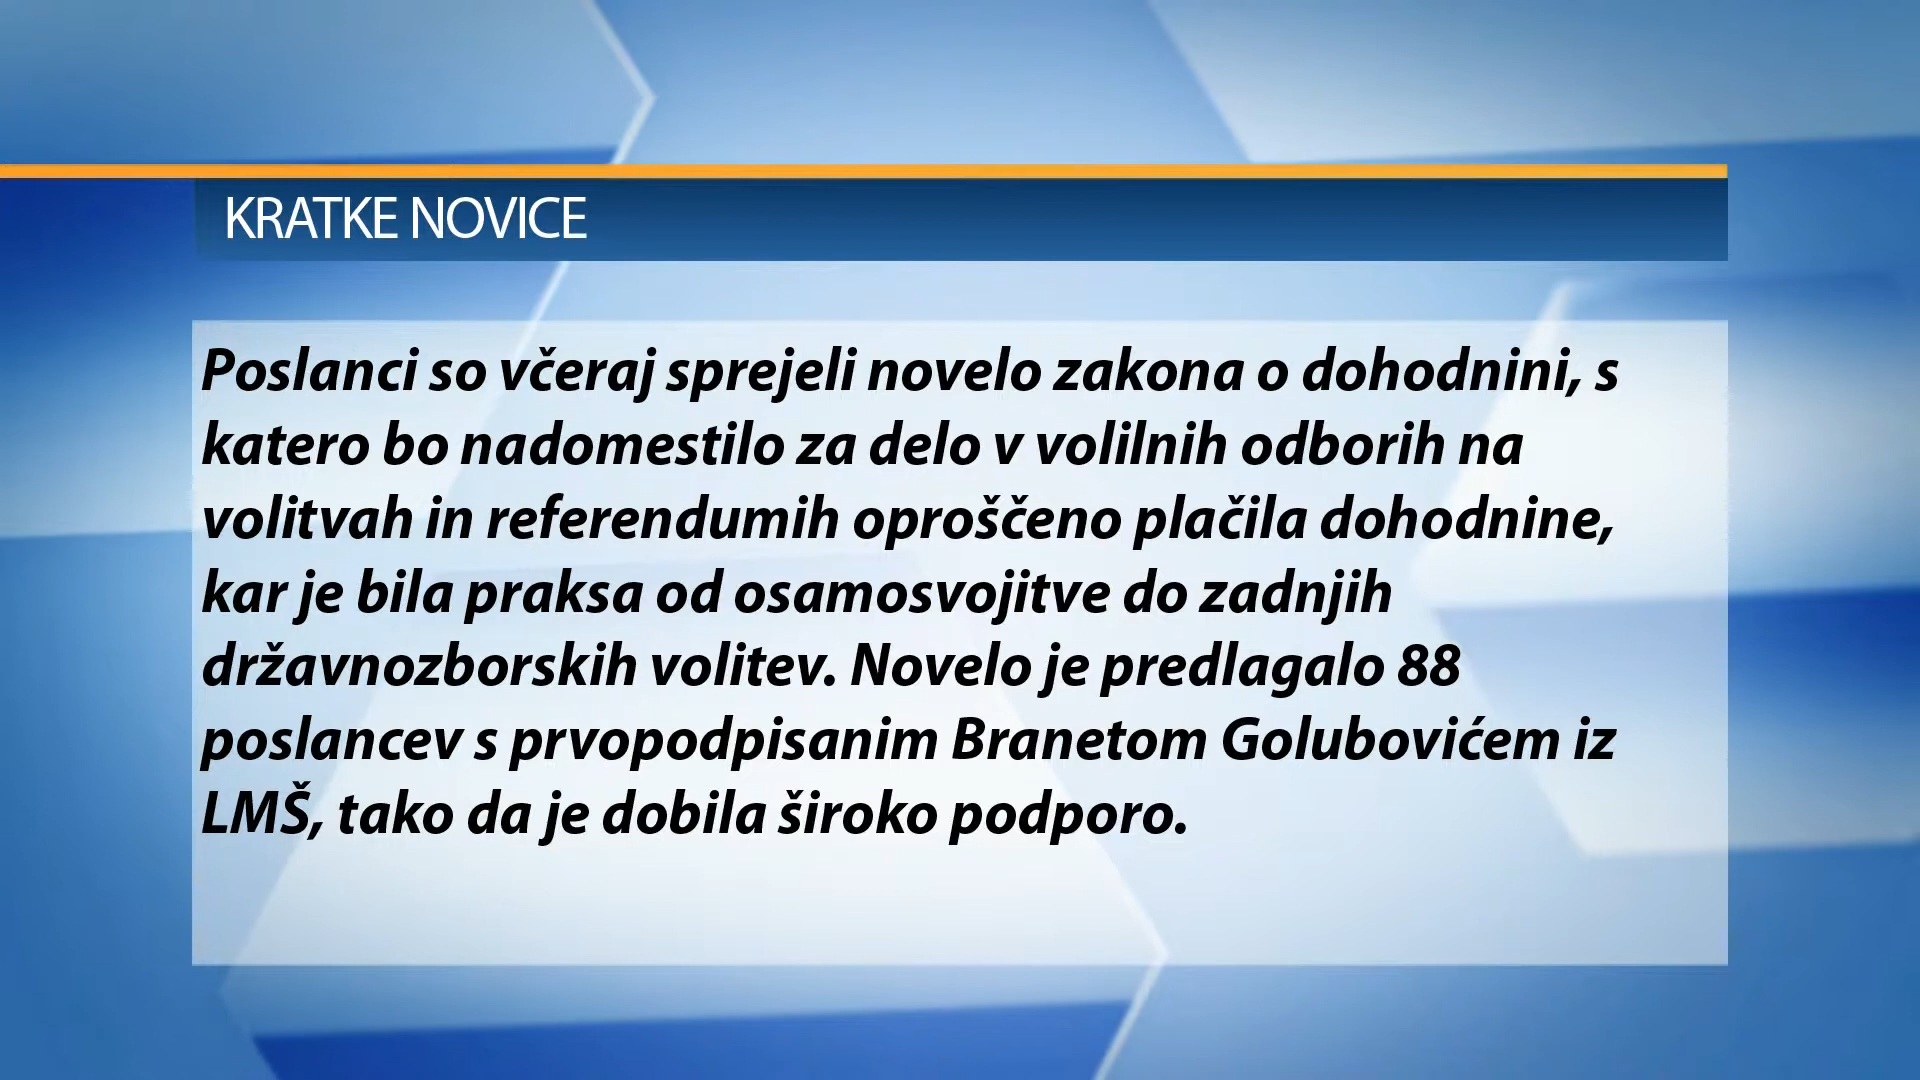 KRATKE NOVICE
Poslanci so včeraj sprejeli novelo zakona o dohodnini, s
katero bo nadomestilo za delo v volilnih odborih na
volitvah in referendumih oproščeno plačila dohodnine,
kar je bila praksa od osamosvojitve do zadnjih
državnozborskih volitev. Novelo je predlagalo 88
poslancev s prvopodpisanim Branetom Golubovićem iz
LMŠ, tako da je dobila široko podporo.